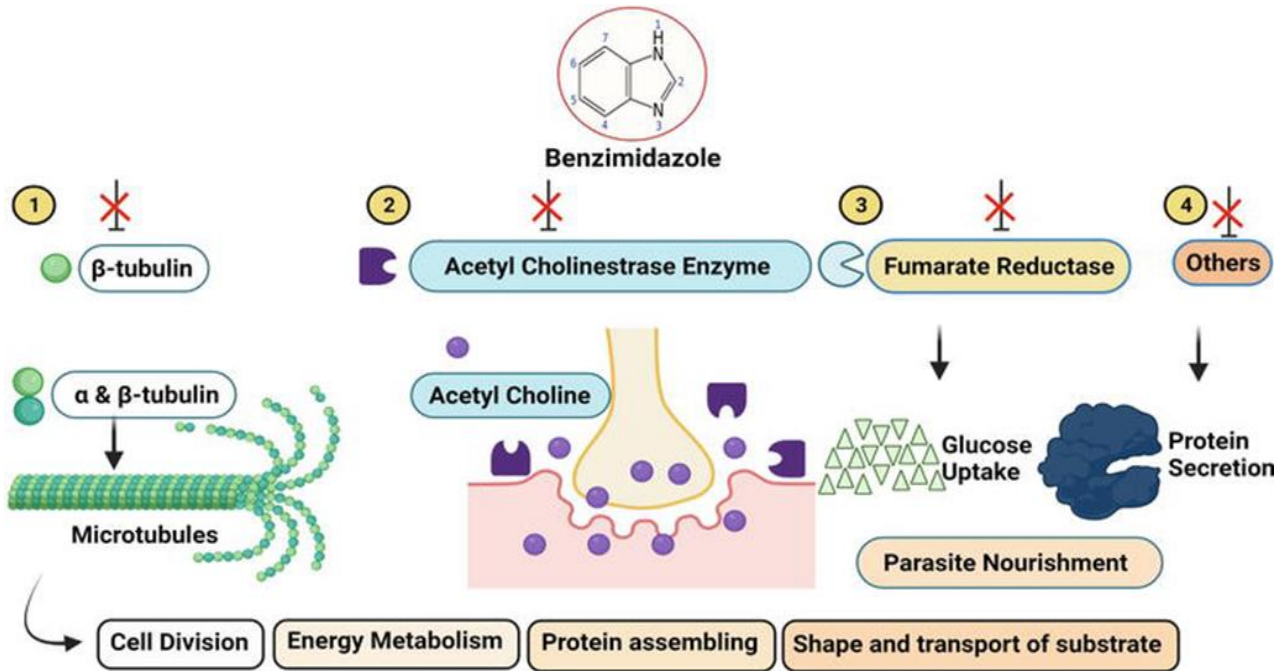 1
H
N
7
6
2
5
N
4
3
Benzimidazole
1
2
3
4
β-tubulin
Acetyl Cholinestrase Enzyme
Fumarate Reductase
Others
α & β-tubulin
Acetyl Choline
Glucose
Uptake
Protein
Secretion
Microtubules
Parasite Nourishment
Cell Division
Energy Metabolism
Protein assembling
Shape and transport of substrate